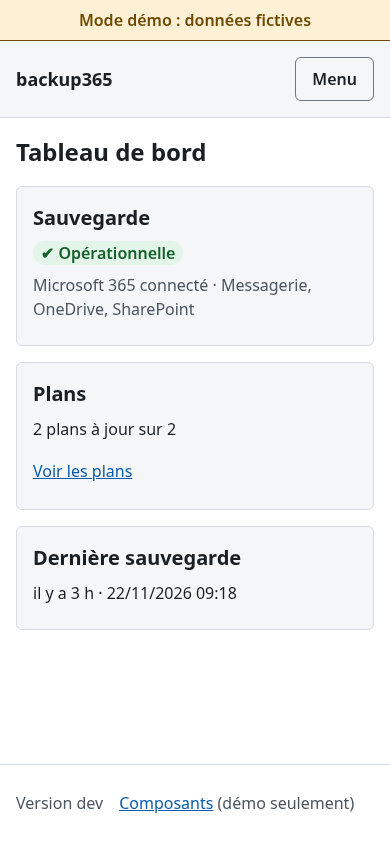 Mode démo : données fictives
backup365
Menu
Tableau de bord
Sauvegarde
✔ Opérationnelle
Microsoft 365 connecté · Messagerie,
OneDrive, SharePoint
Plans
2 plans à jour sur 2
Voir les plans
Dernière sauvegarde
il y a 3 h · 22/11/2026 09:18
Version dev Composants (démo seulement)